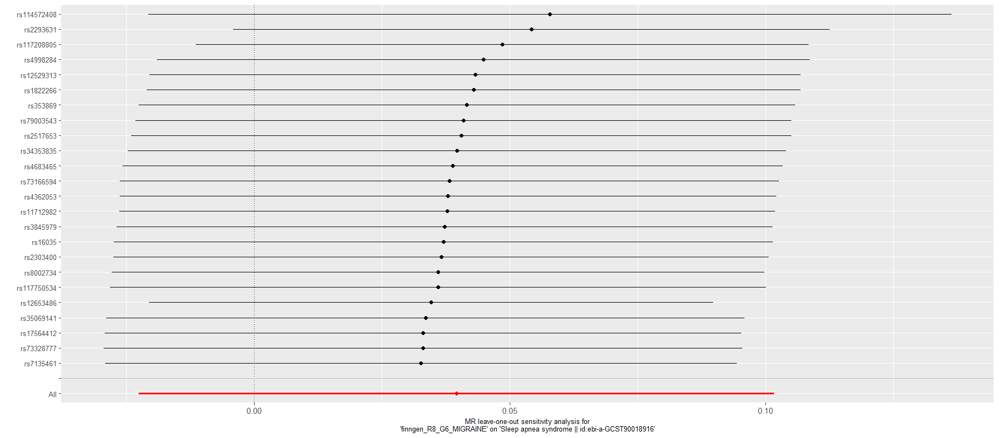 rs114572408
rs2293631
rs117208805
rs4998284
rs12529313
rs1822266
rs353869
rs79003543
rs2517653
rs34353835
rs4683465
rs73166594
rs4362053
rs11712982
rs3845979
rs16035
rs2303400
rs8002734
rs117750534
rs12653486
rs35069141
rs17564412
rs73328777
rs7135461
All
0.00 0.05 0.10
MR leave-one-out sensitivity analysis for
'finngen_R8_G6_MIGRAINE' on 'Sleep apnea syndrome || id:ebi-a-GCST90018916'